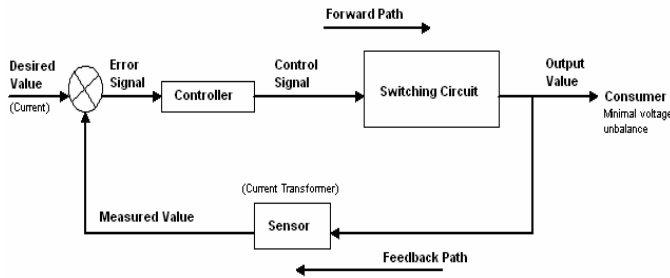 Forward Path
Desired
Value
(Current)
Error
Signal
Controller
Control
Signal
Switching Circuit
Output
Value
Consumer
Minimal voltage
unbalance
(Current Transformer)
Measured Value
Sensor
Feedback Path